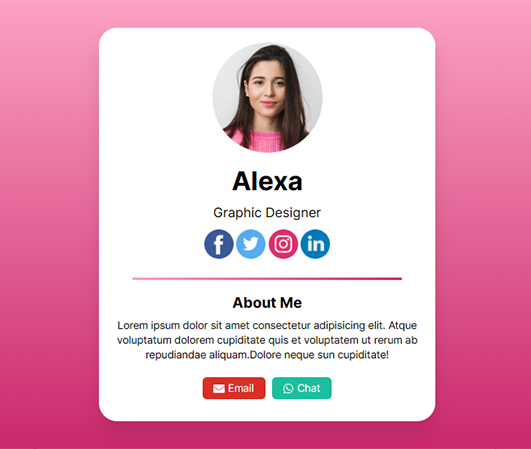 Alexa
Graphic Designer
About Me
Lorem ipsum dolor sit amet consectetur adipisicing elit. Atque
voluptatum dolorem cupiditate quis et voluptatem ut rerum ab
repudiandae aliquam.Dolore neque sun cupiditate!
Email
Chat